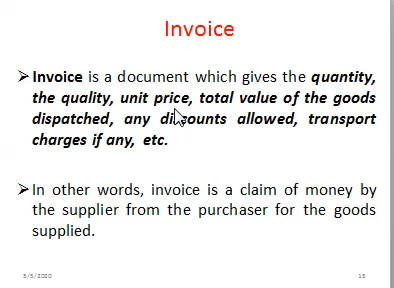 Invoice
➢Invoice is a document which gives the quantity,
the quality, unit price, total value of the goods
dispatched, any discounts allowed, transport
charges if any, etc.
➢In other words, invoice is a claim of money by
the supplier from the purchaser for the goods
supplied.
5/5/2020
15